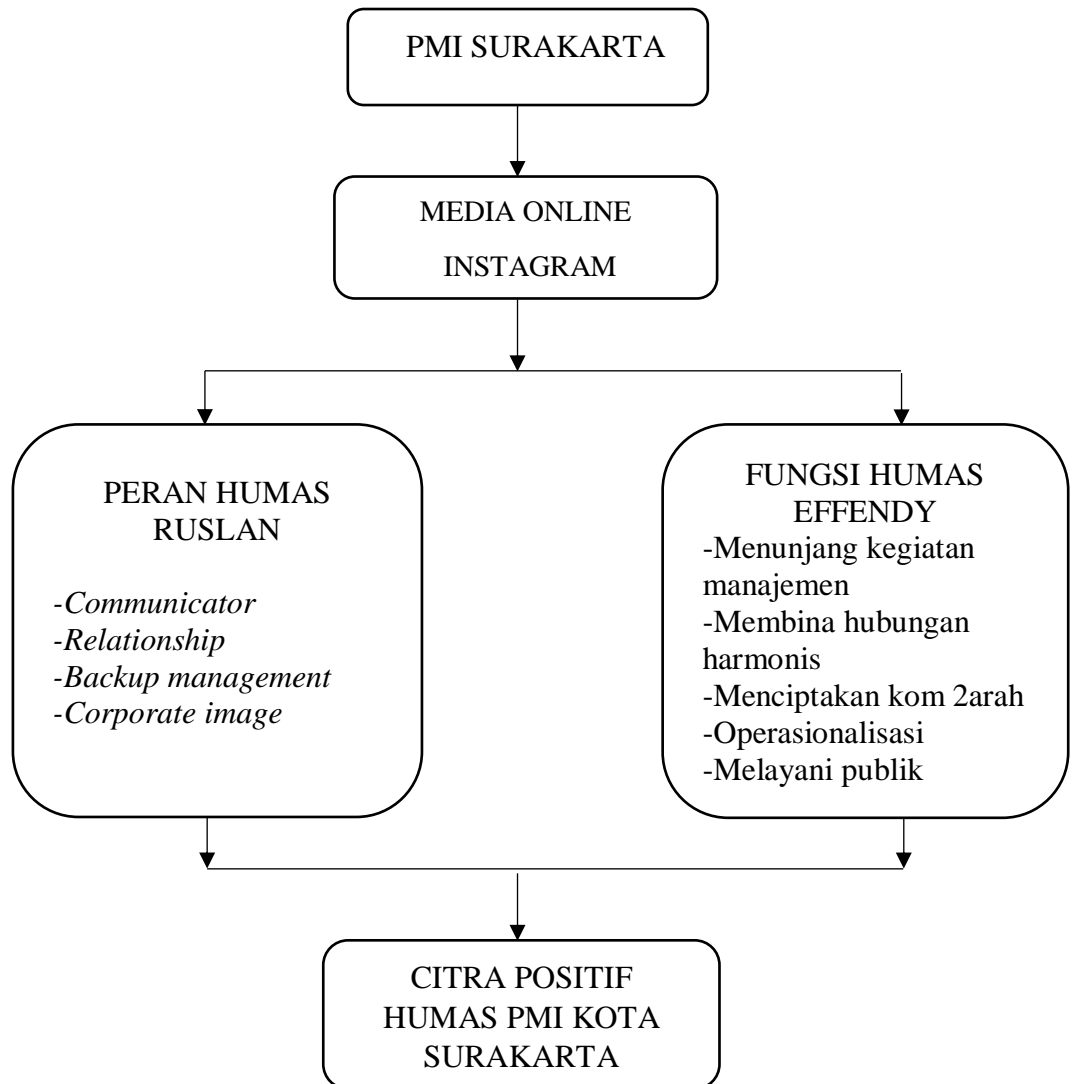 PMI SURAKARTA
MEDIA ONLINE
INSTAGRAM
PERAN HUMAS
RUSLAN
-Communicator
-Relationship
-Backup management
-Corporate image
FUNGSI HUMAS
EFFENDY
-Menunjang kegiatan
manajemen
-Membina hubungan
harmonis
-Menciptakan kom 2arah
-Operasionalisasi
-Melayani publik
CITRA POSITIF
HUMAS PMI KOTA
SURAKARTA